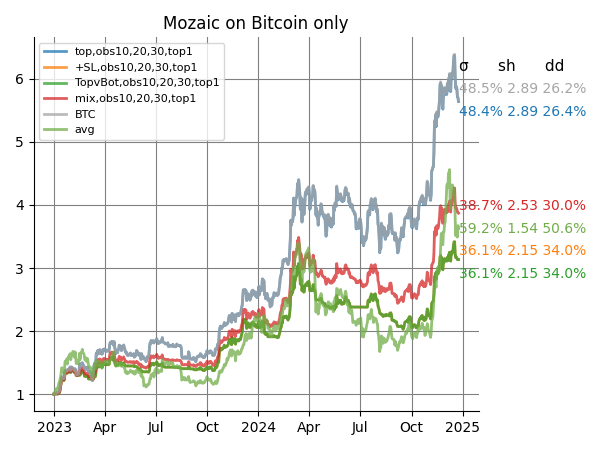 Mozaic on Bitcoin only
top,obs10,20,30,top1
+SL,obs10,20,30,top1
TopvBot,obs10,20,30,top1
mix,obs10,20,30,top1
BTC
avg
σ sh dd
48.5% 2.89 26.2%
48.4% 2.89 26.4%
38.7% 2.53 30.0%
59.2% 1.54 50.6%
36.1% 2.15 34.0%
36.1% 2.15 34.0%
6
5
4
3
2
1
2023 Apr Jul Oct 2024 Apr Jul Oct 2025